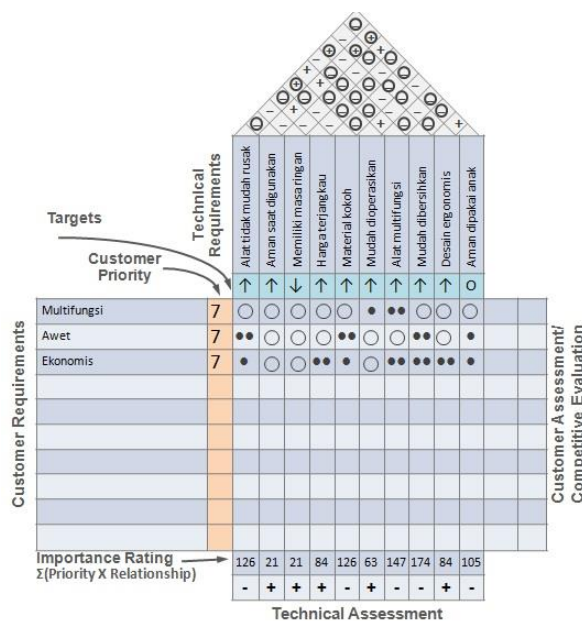 Technical
Requirements
Alat tidak mudah rusak
Aman saat digunakan
Memiliki masa ringan
Harga terjangkau
Material kokoh
Mudah dioperasikan
Alat multifungsi
Mudah dibersihkan
Desain ergonomis
Aman dipakai anak
Targets
Customer
Priority
↑ ↑ ↓ ↑ ↑ ↑ ↑ ↑ ↑ O
Customer Requirements
Multifungsi 7
Awet 7
Ekonomis 7
Customer Assessment/
Competitive Evaluation
Importance Rating 126 21 21 84 126 63 147 174 84 105
Σ(Priority X Relationship)
- + + + - + - - + -
Technical Assessment